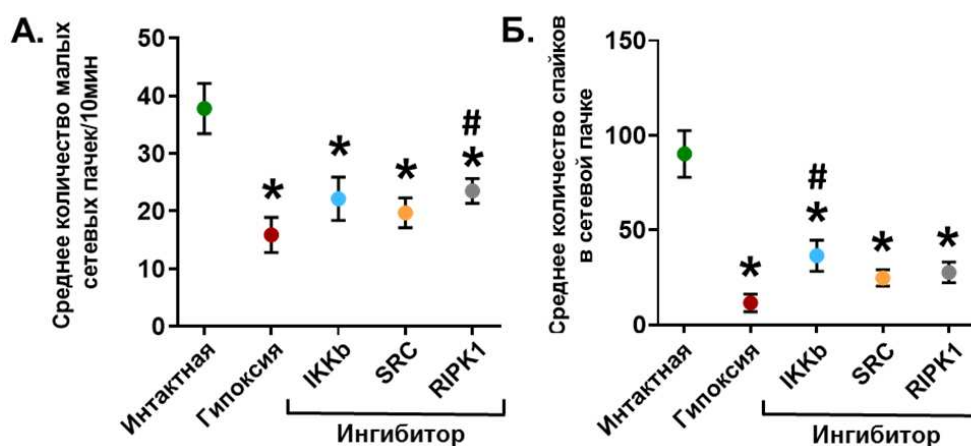 А.
Среднее количество малых
сетевых пачек/10мин
50
40
30
20
10
0
*
*
*
#
*
Интактная
Гипоксия
IKKb
SRC
RIPK1
Ингибитор
Б.
Среднее количество спайков
в сетевой пачке
150
100
50
0
*
#
*
*
*
Интактная
Гипоксия
IKKb
SRC
RIPK1
Ингибитор